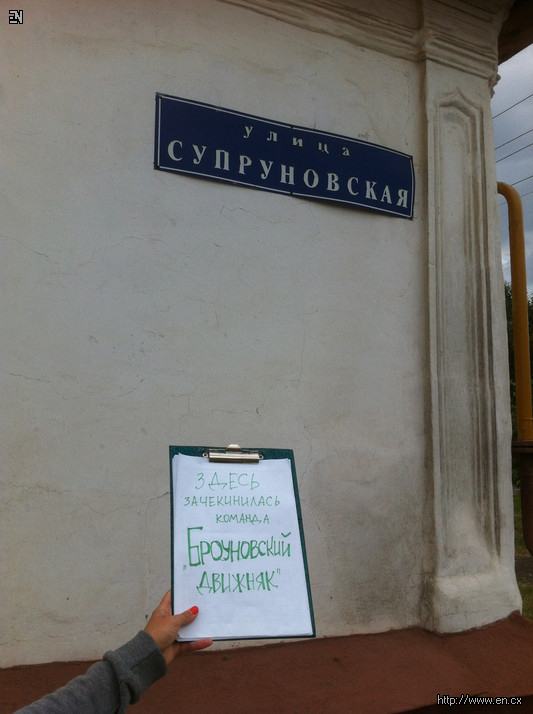 EN
улица
СУПРУНОВСКАЯ
ЗДЕСЬ
ЗАЧЕКИНИЛАСЬ
КОМАНДА
"БРОУНОВСКИЙ
ДВИЖНЯК"
http://www.en.cx